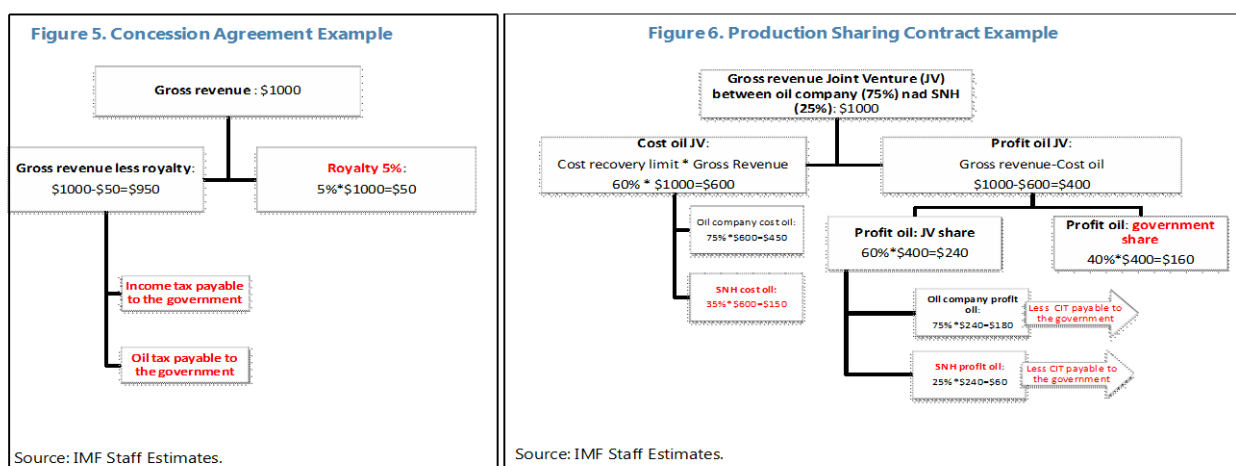 Figure 5. Concession Agreement Example
Gross revenue : $1000
Gross revenue less royalty:
$1000-$50=$950
Royalty 5%:
5%*$1000=$50
Income tax payable
to the government
Oil tax payable to
the government
Source: IMF Staff Estimates.
Figure 6. Production Sharing Contract Example
Gross revenue Joint Venture (JV)
between oil company (75%) nad SNH
(25%): $1000
Cost oil JV:
Cost recovery limit * Gross Revenue
60% * $1000=$600
Profit oil JV:
Gross revenue-Cost oil
$1000-$600=$400
Oil company cost oil:
75%*$600=$450
SNH cost oil:
35%*$600=$150
Profit oil: JV share
60%*$400=$240
Profit oil: government
share
40%*$400=$160
Oil company profit
oil:
75%*$240=$180
Less CIT payable to
the government
SNH profit oil:
25%*$240=$60
Less CIT payable to
the government
Source: IMF Staff Estimates.